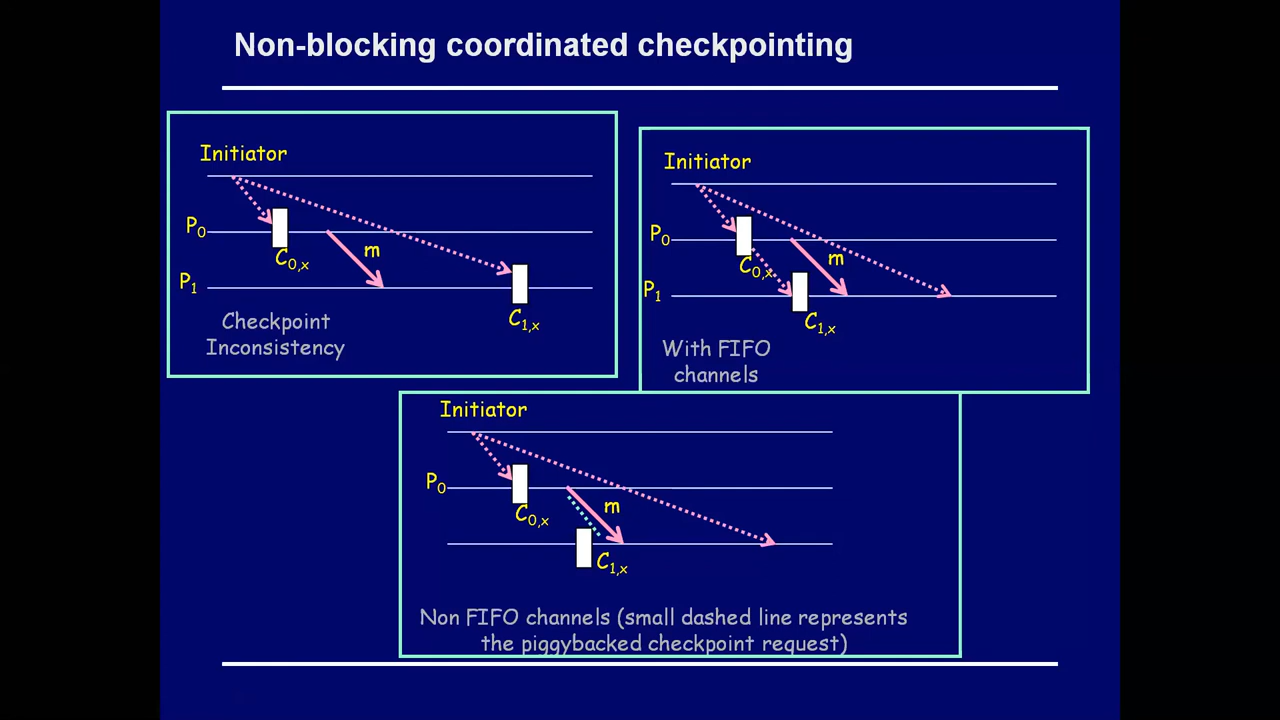 Non-blocking coordinated checkpointing
Initiator
P0
C0,x
m
P1
C1,x
Checkpoint
Inconsistency
Initiator
P0
C0,x
m
P1
C1,x
With FIFO
channels
Initiator
P0
C0,x
m
C1,x
Non FIFO channels (small dashed line represents
the piggybacked checkpoint request)